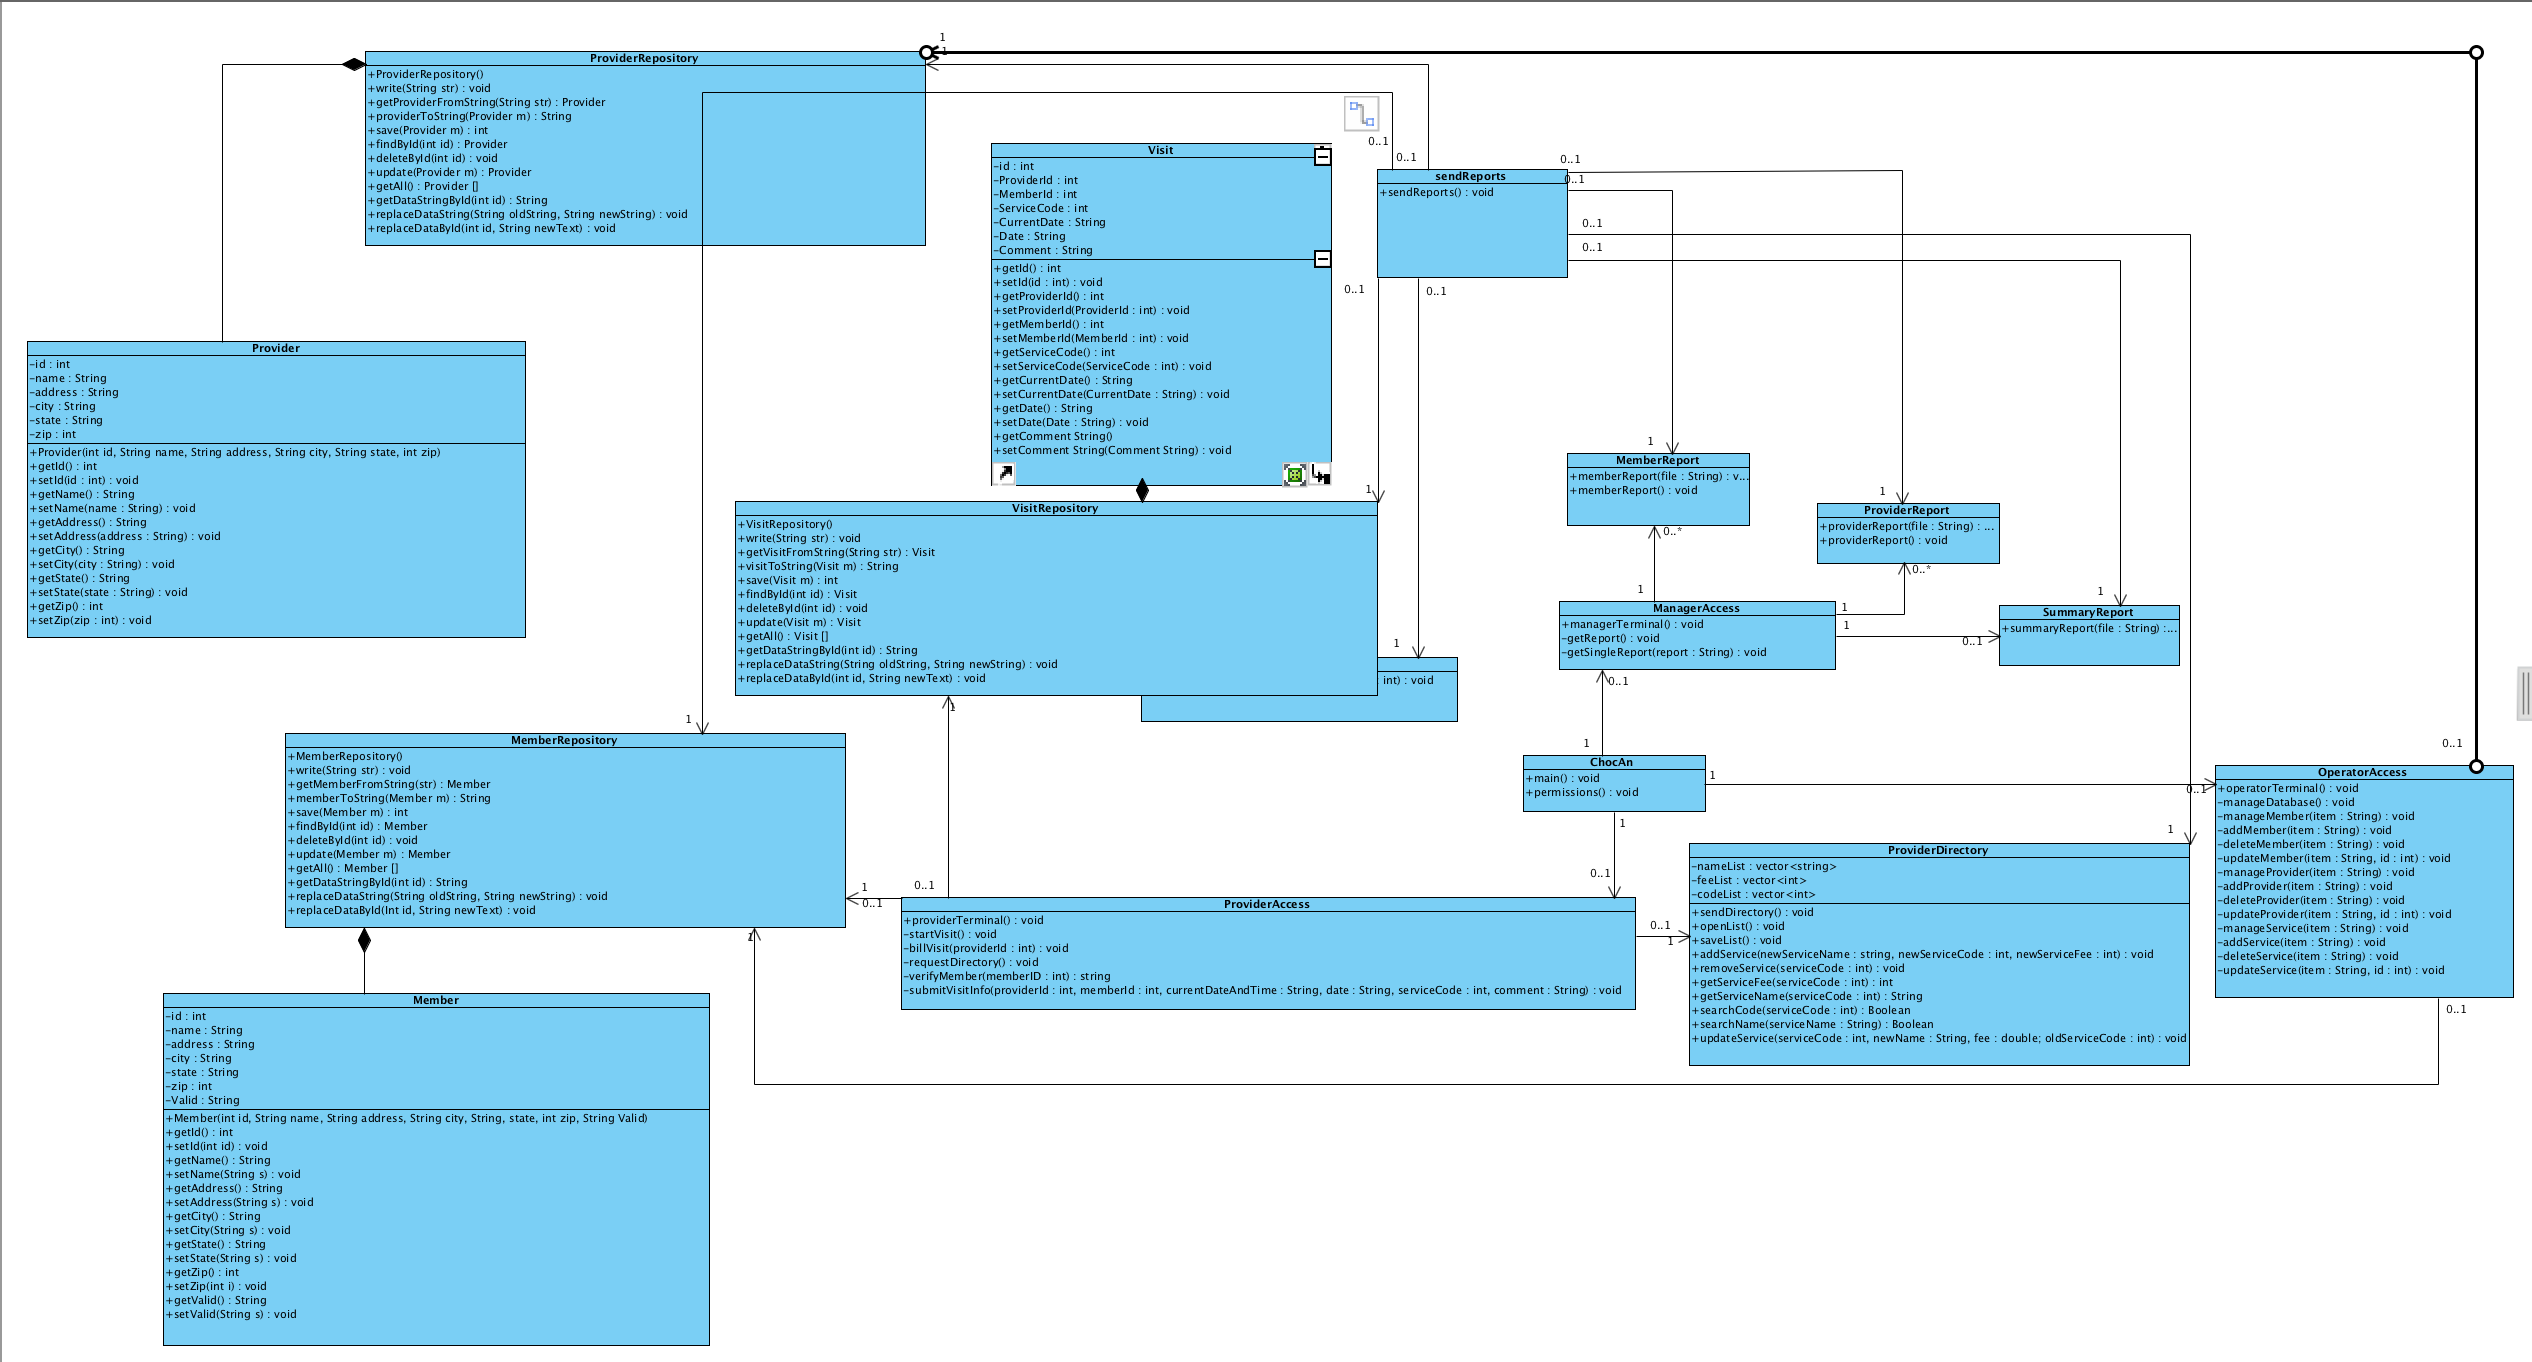 1
1
ProviderRepository
+ProviderRepository()
+write(String str) : void
+getProviderFromString(String str) : Provider
+providerToString(Provider m) : String
+save(Provider m) : int
+findById(int id) : Provider
+deleteById(int id) : void
+update(Provider m) : Provider
+getAll() : Provider []
+getDataStringById(int id) : String
+replaceDataString(String oldString, String newString) : void
+replaceDataById(int id, String newText) : void
Visit
-id : int
-ProviderId : int
-MemberId : int
-ServiceCode : int
-CurrentDate : String
-Date : String
-Comment : String
+getId() : int
+setId(id : int) : void
+getProviderId() : int
+setProviderId(ProviderId : int) : void
+getMemberId() : int
+setMemberId(MemberId : int) : void
+getServiceCode() : int
+setServiceCode(ServiceCode : int) : void
+getCurrentDate() : String
+setCurrentDate(CurrentDate : String) : void
+getDate() : String
+setDate(Date : String) : void
+getComment String()
+setComment String(Comment String) : void
0..1
0..1
0..1
0..1
sendReports
+sendReports() : void
0..1
0..1
0..1
0..1
Provider
-id : int
-name : String
-address : String
-city : String
-state : String
-zip : int
+Provider(int id, String name, String address, String city, String state, int zip)
+getId() : int
+setId(id : int) : void
+getName() : String
+setName(name : String) : void
+getAddress() : String
+setAddress(address : String) : void
+getCity() : String
+setCity(city : String) : void
+getState() : String
+setState(state : String) : void
+getZip() : int
+setZip(zip : int) : void
1
VisitRepository
+VisitRepository()
+write(String str) : void
+getVisitFromString(String str) : Visit
+visitToString(Visit m) : String
+save(Visit m) : int
+findById(int id) : Visit
+deleteById(int id) : void
+update(Visit m) : Visit
+getAll() : Visit []
+getDataStringById(int id) : String
+replaceDataString(String oldString, String newString) : void
+replaceDataById(int id, String newText) : void
1
int) : void
1
MemberReport
+memberReport(file : String) : v...
+memberReport() : void
0..*
1
ProviderReport
+providerReport(file : String) : ...
+providerReport() : void
0..*
1
ManagerAccess
+managerTerminal() : void
-getReport() : void
-getSingleReport(report : String) : void
1
1
0..1
1
SummaryReport
+summaryReport(file : String) :...
0..1
1
1
1
MemberRepository
+MemberRepository()
+write(String str) : void
+getMemberFromString(str) : Member
+memberToString(Member m) : String
+save(Member m) : int
+findById(int id) : Member
+deleteById(int id) : void
+update(Member m) : Member
+getAll() : Member []
+getDataStringById(int id) : String
+replaceDataString(String oldString, String newString) : void
+replaceDataById(Int id, String newText) : void
1
ChocAn
+main() : void
+permissions() : void
1
0..1
1
0..1
0..1
OperatorAccess
+operatorTerminal() : void
-manageDatabase() : void
-manageMember(item : String) : void
-addMember(item : String) : void
-deleteMember(item : String) : void
-updateMember(item : String, id : int) : void
-manageProvider(item : String) : void
-addProvider(item : String) : void
-deleteProvider(item : String) : void
-updateProvider(item : String, id : int) : void
-manageService(item : String) : void
-addService(item : String) : void
-deleteService(item : String) : void
-updateService(item : String, id : int) : void
0..1
1
0..1
0..1
1
ProviderAccess
+providerTerminal() : void
-startVisit() : void
-billVisit(providerId : int) : void
-requestDirectory() : void
-verifyMember(memberID : int) : string
-submitVisitInfo(providerId : int, memberId : int, currentDateAndTime : String, date : String, serviceCode : int, comment : String) : void
0..1
1
1
ProviderDirectory
-nameList : vector<string>
-feeList : vector<int>
-codeList : vector<int>
+sendDirectory() : void
+openList() : void
+saveList() : void
+addService(newServiceName : string, newServiceCode : int, newServiceFee : int) : void
+removeService(serviceCode : int) : void
+getServiceFee(serviceCode : int) : int
+getServiceName(serviceCode : int) : String
+searchCode(serviceCode : int) : Boolean
+searchName(serviceName : String) : Boolean
+updateService(serviceCode : int, newName : String, fee : double; oldServiceCode : int) : void
Member
-id : int
-name : String
-address : String
-city : String
-state : String
-zip : int
-Valid : String
+Member(int id, String name, String address, String city, String, state, int zip, String Valid)
+getId() : int
+setId(int id) : void
+getName() : String
+setName(String s) : void
+getAddress() : String
+setAddress(String s) : void
+getCity() : String
+setCity(String s) : void
+getState() : String
+setState(String s) : void
+getZip() : int
+setZip(int i) : void
+getValid() : String
+setValid(String s) : void